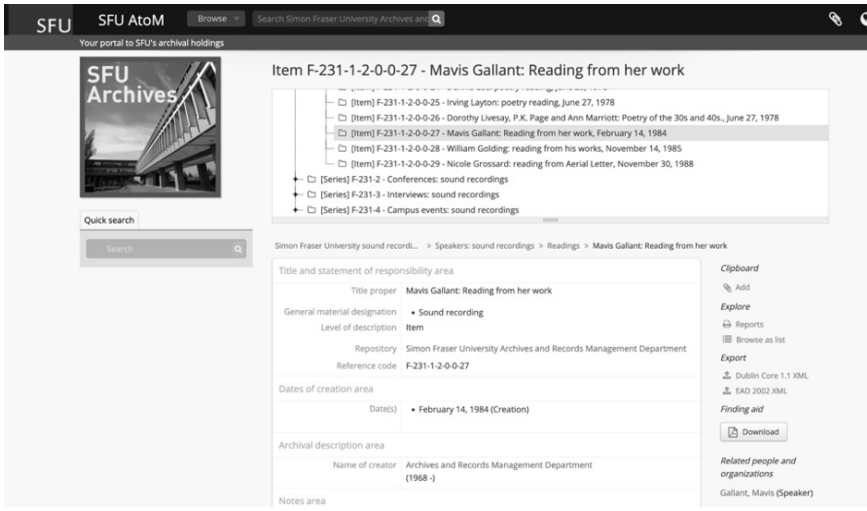 SFU
SFU AtoM
Browse
Search Simon Fraser University Archives and
Your portal to SFU's archival holdings
SFU
Archives
Quick search
Search
Item F-231-1-2-0-0-27 - Mavis Gallant: Reading from her work
[Item] F-231-1-2-0-0-25 - Irving Layton: poetry reading, June 27, 1978
[Item] F-231-1-2-0-0-26 - Dorothy Livesay, P.K. Page and Ann Marriott: Poetry of the 30s and 40s., June 27, 1978
[Item] F-231-1-2-0-0-27 - Mavis Gallant: Reading from her work, February 14, 1984
[Item] F-231-1-2-0-0-28 - William Golding: reading from his works, November 14, 1985
[Item] F-231-1-2-0-0-29 - Nicole Grossard: reading from Aerial Letter, November 30, 1988
[Series] F-231-2 - Conferences: sound recordings
[Series] F-231-3 - Interviews: sound recordings
[Series] F-231-4 - Campus events: sound recordings
Simon Fraser University sound recordi... » Speakers: sound recordings » Readings » Mavis Gallant: Reading from her work
Title and statement of responsibility area
Title proper Mavis Gallant: Reading from her work
General material designation • Sound recording
Level of description Item
Repository Simon Fraser University Archives and Records Management Department
Reference code F-231-1-2-0-0-27
Dates of creation area
Date(s) • February 14, 1984 (Creation)
Archival description area
Name of creator Archives and Records Management Department
(1968 -)
Notes area
Clipboard
Add
Explore
Reports
Browse as list
Export
Dublin Core 1.1 XML
EAD 2002 XML
Finding aid
Download
Related people and
organizations
Gallant, Mavis (Speaker)